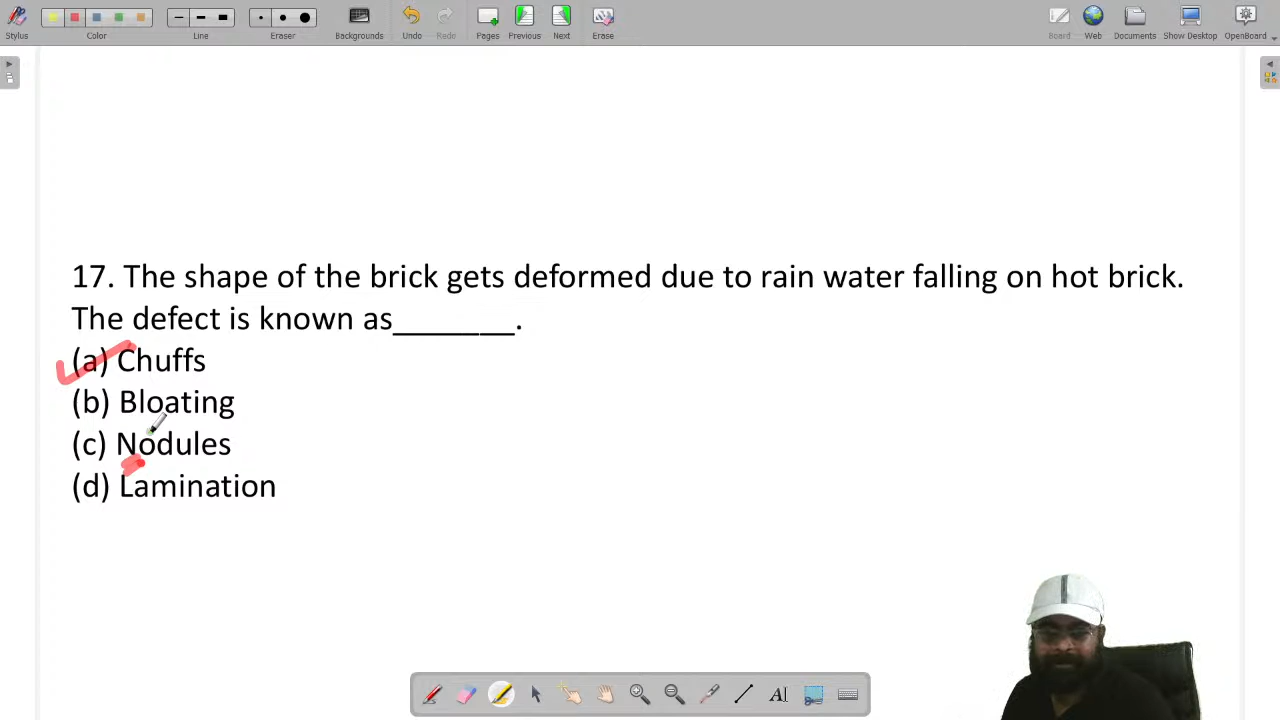 Stylus
Color
Line
Eraser
Backgrounds
Undo
Redo
Pages
Previous
Next
Erase
Board
Web
Documents
Show Desktop
OpenBoard
17. The shape of the brick gets deformed due to rain water falling on hot brick.
The defect is known as_______.
(a) Chuffs
(b) Bloating
(c) Nodules
(d) Lamination
AI